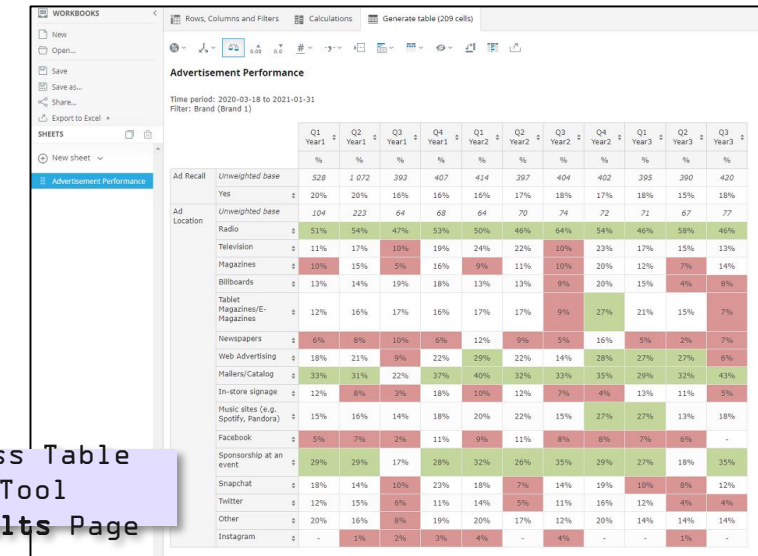 WORKBOOKS <
Rows, Columns and Filters Calculations Generate table (209 cells)
New
Open...
Save
Save as...
Share...
Export to Excel
SHEETS
New sheet
Advertisement Performance
Advertisement Performance
Time period: 2020-03-18 to 2021-01-31
Filter: Brand (Brand 1)
Q1 Year1 Q2 Year1 Q3 Year1 Q4 Year1 Q1 Year2 Q2 Year2 Q3 Year2 Q4 Year2 Q1 Year3 Q2 Year3 Q3 Year3
% % % % % % % % % % %
Ad Recall Unweighted base 528 1 072 393 407 414 397 404 402 395 390 420
Yes 20% 20% 16% 16% 16% 17% 18% 17% 18% 15% 18%
Ad Location Unweighted base 104 223 64 68 64 70 74 72 71 67 77
Radio 51% 54% 47% 53% 50% 46% 64% 54% 46% 58% 46%
Television 11% 17% 10% 19% 24% 22% 10% 23% 17% 15% 13%
Magazines 10% 15% 5% 16% 9% 11% 10% 20% 12% 7% 14%
Billboards 13% 14% 19% 18% 13% 13% 9% 20% 15% 4% 8%
Tablet Magazines/E-Magazines 12% 16% 17% 16% 17% 17% 9% 27% 21% 15% 7%
Newspapers 6% 8% 10% 6% 12% 9% 5% 16% 5% 2% 7%
Web Advertising 18% 21% 9% 22% 29% 22% 14% 28% 27% 27% 6%
Mailers/Catalog 33% 31% 22% 37% 40% 32% 33% 35% 29% 32% 43%
In-store signage 12% 8% 3% 18% 10% 12% 7% 4% 13% 11% 5%
Music sites (e.g. Spotify, Pandora) 15% 16% 14% 18% 20% 22% 15% 27% 27% 13% 18%
Facebook 5% 7% 2% 11% 9% 11% 8% 8% 7% 6% -
Sponsorship at an event 29% 29% 17% 28% 32% 26% 35% 29% 27% 18% 35%
Snapchat 18% 14% 10% 23% 18% 7% 14% 19% 10% 8% 12%
Twitter 12% 15% 6% 11% 14% 5% 11% 16% 12% 4% 4%
Other 20% 16% 8% 19% 20% 17% 12% 20% 14% 14% 14%
Instagram - 1% 2% 3% 4% - 4% - - 1% -
ss Table
Tool
lts Page